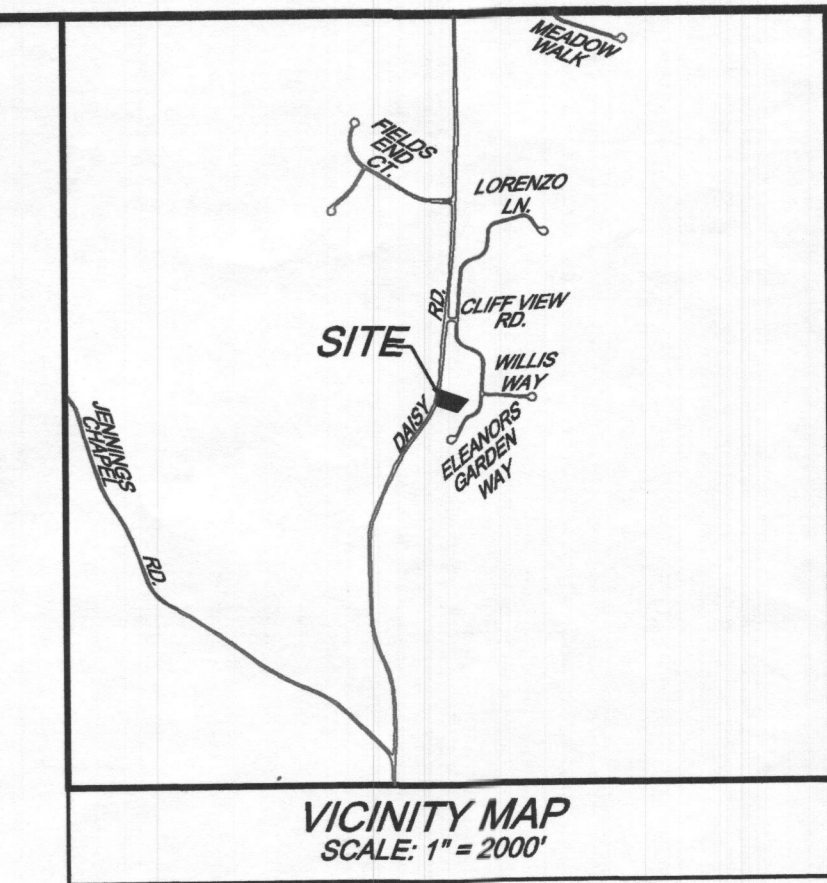 MEADOW
WALK
FIELDS
END
CT.
LORENZO
LN.
RD.
CLIFF VIEW
RD.
SITE
WILLIS
WAY
DAISY
ELEANORS
GARDEN
WAY
JENNINGS
CHAPEL
RD.
VICINITY MAP
SCALE: 1" = 2000'